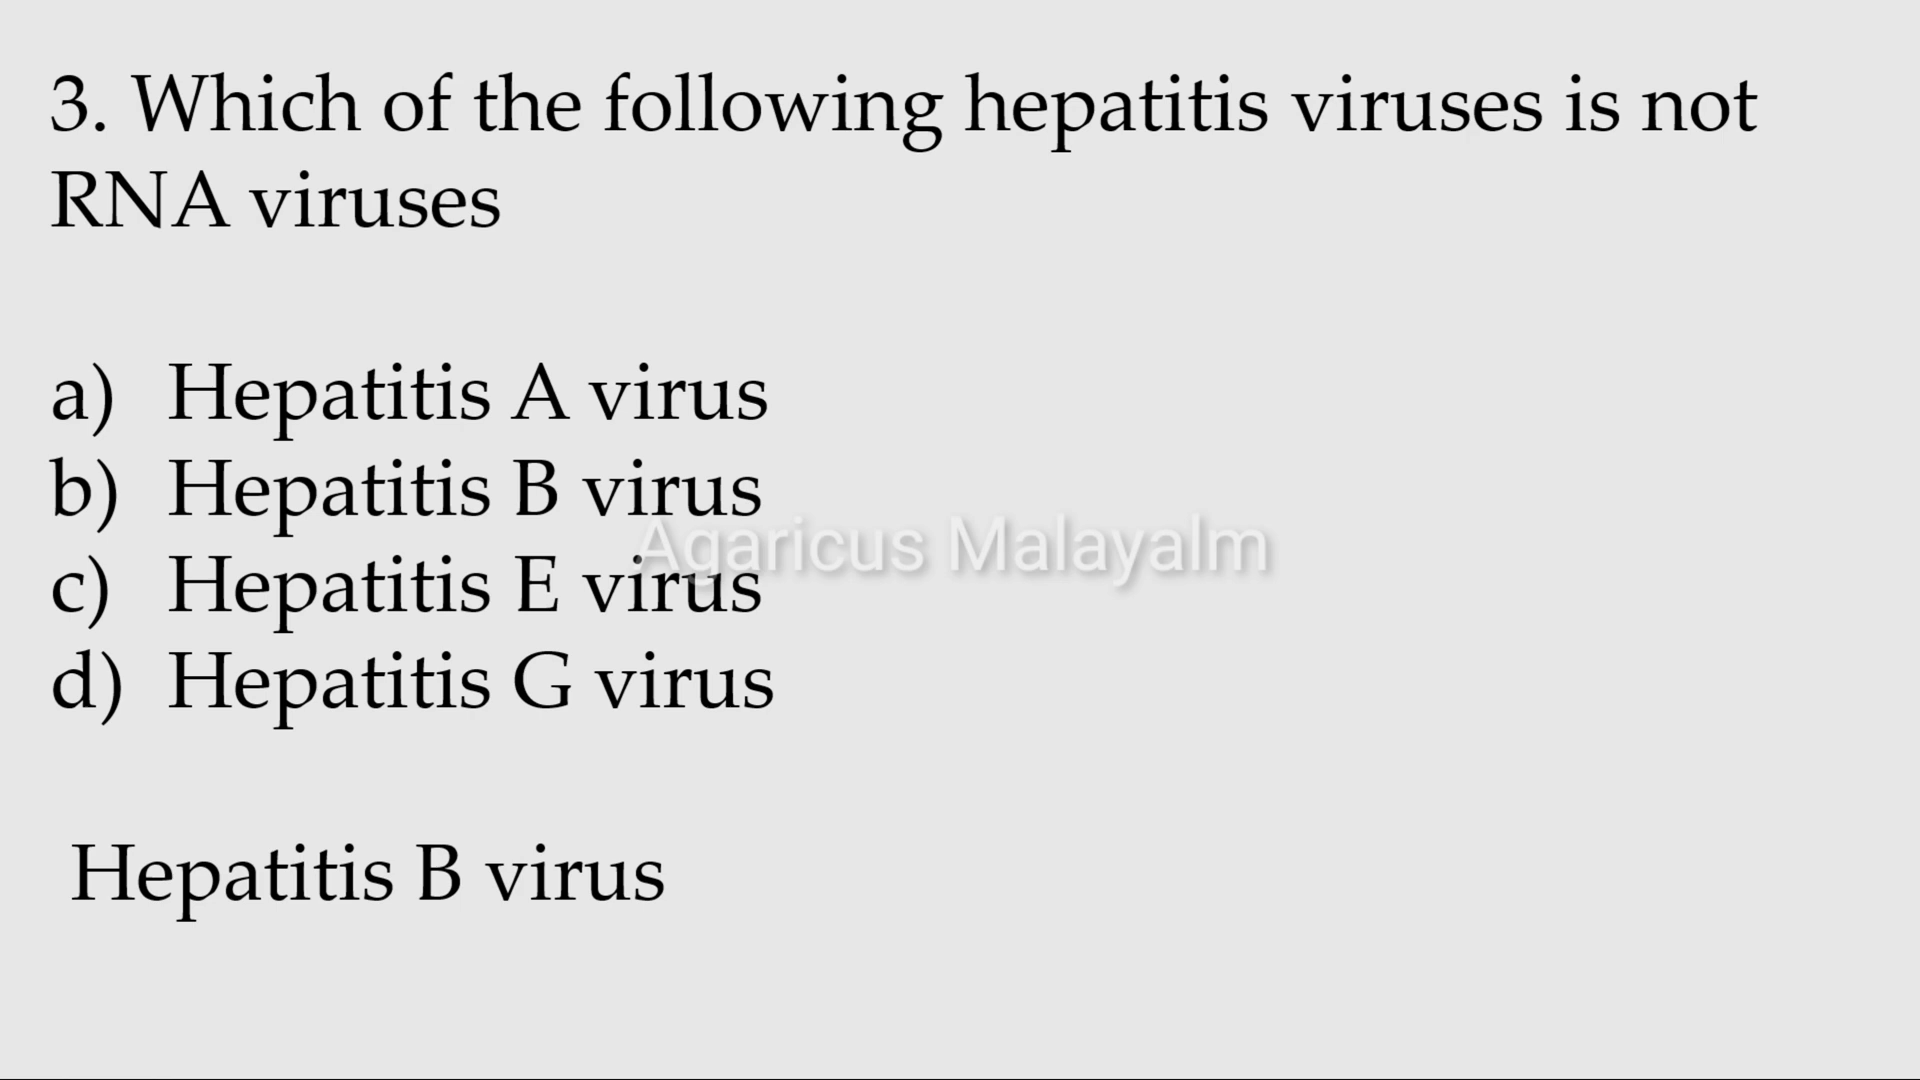 3. Which of the following hepatitis viruses is not
RNA viruses
a) Hepatitis A virus
b) Hepatitis B virus
Agaricus Malayalm
c) Hepatitis E virus
d) Hepatitis G virus
Hepatitis B virus